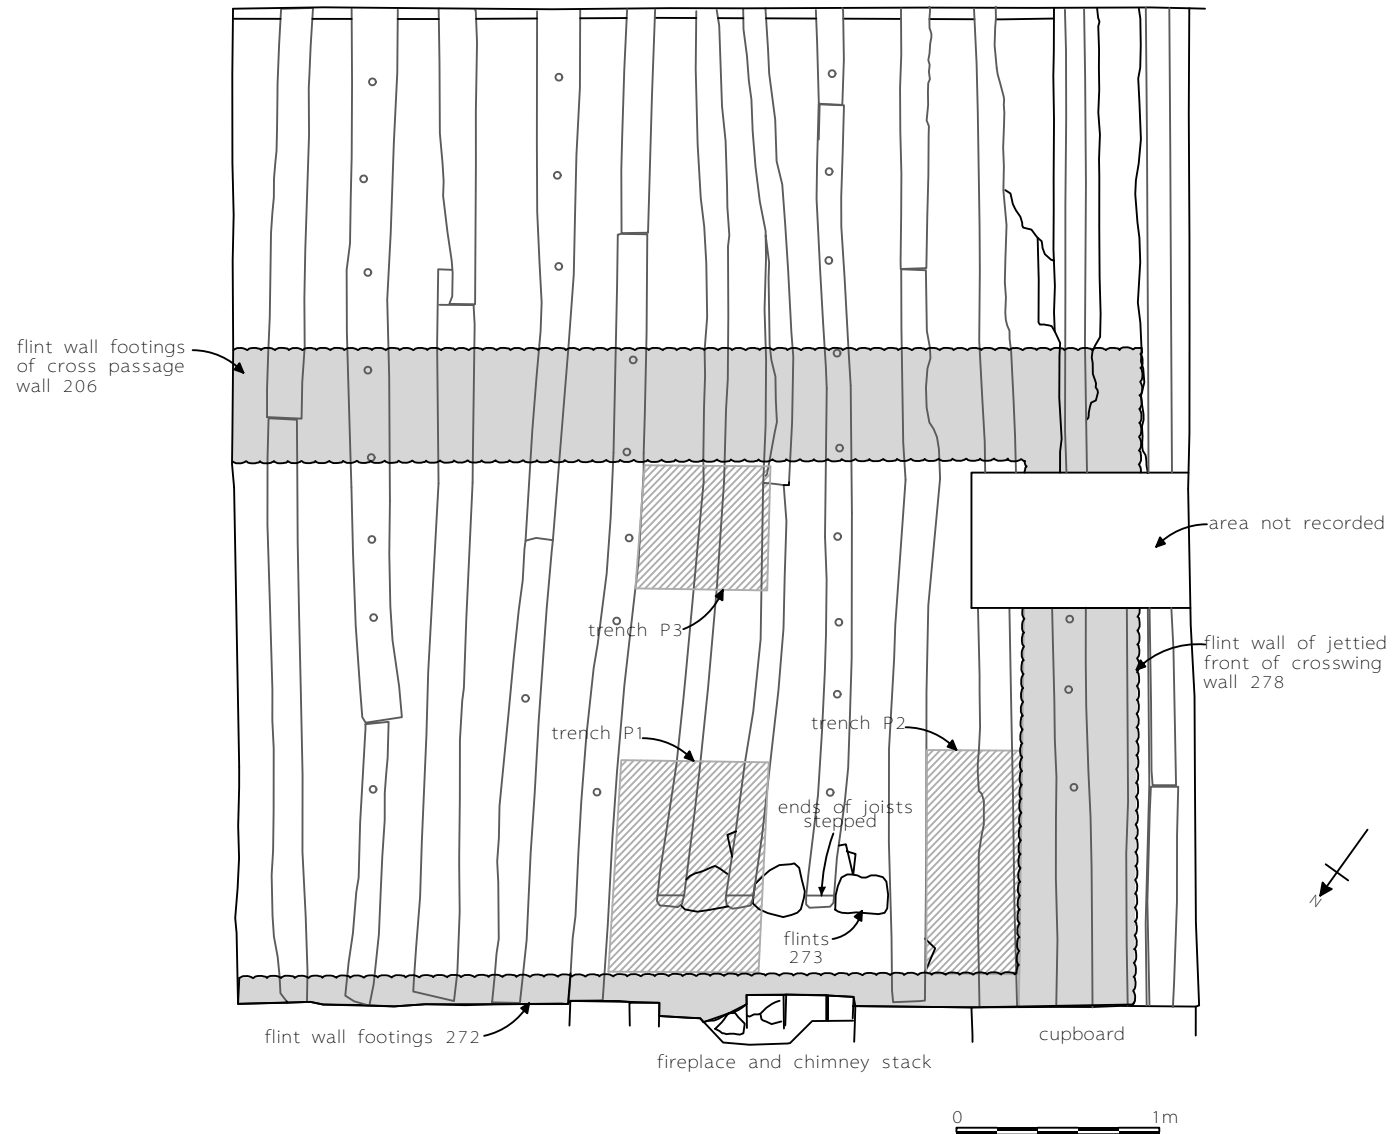 flint wall footings
of cross passage
wall 206
area not recorded
trench P3
flint wall of jettied
front of crosswing
wall 278
trench P1
trench P2
ends of joists
stepped
flints
273
N
flint wall footings 272
cupboard
fireplace and chimney stack
0 1m